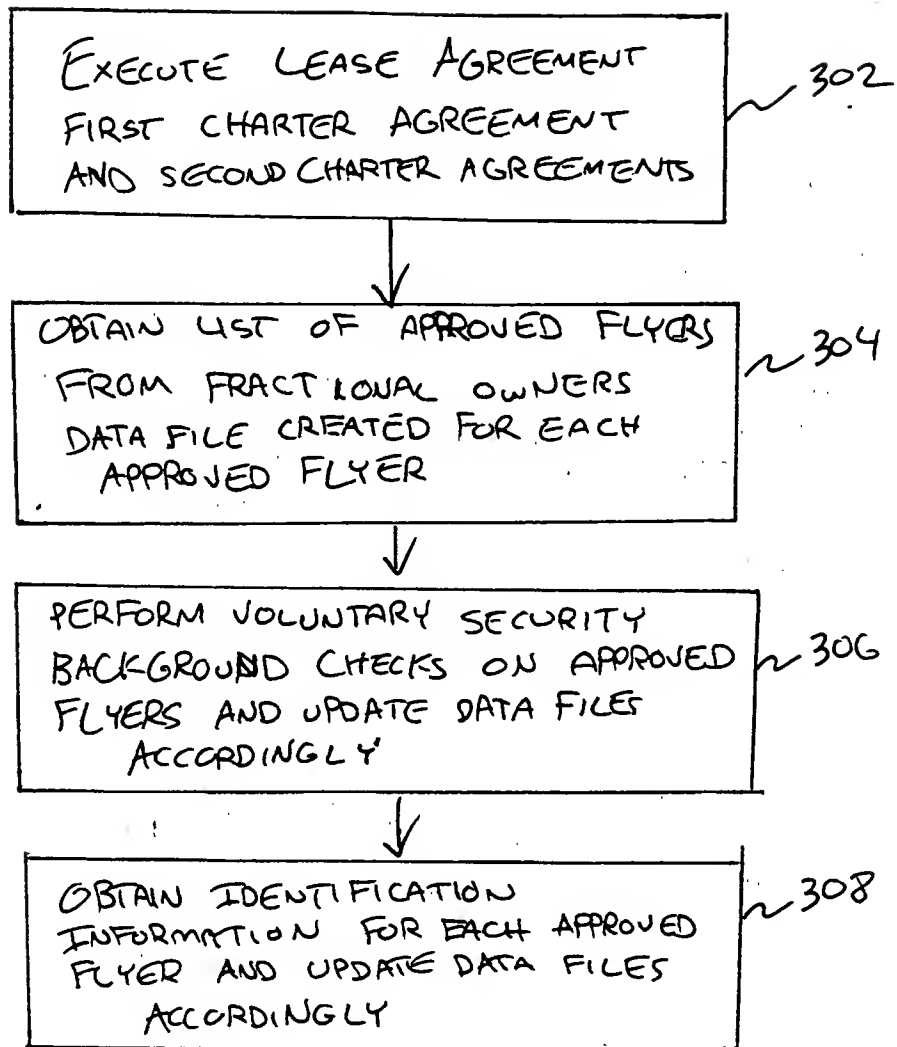 EXECUTE LEASE AGREEMENT
FIRST CHARTER AGREEMENT
AND SECOND CHARTER AGREEMENTS
302
OBTAIN LIST OF APPROVED FLYERS
FROM FRACTIONAL OWNERS
DATA FILE CREATED FOR EACH
APPROVED FLYER
304
PERFORM VOLUNTARY SECURITY
BACKGROUND CHECKS ON APPROVED
FLYERS AND UPDATE DATA FILES
ACCORDINGLY
306
OBTAIN IDENTIFICATION
INFORMATION FOR EACH APPROVED
FLYER AND UPDATE DATA FILES
ACCORDINGLY
308